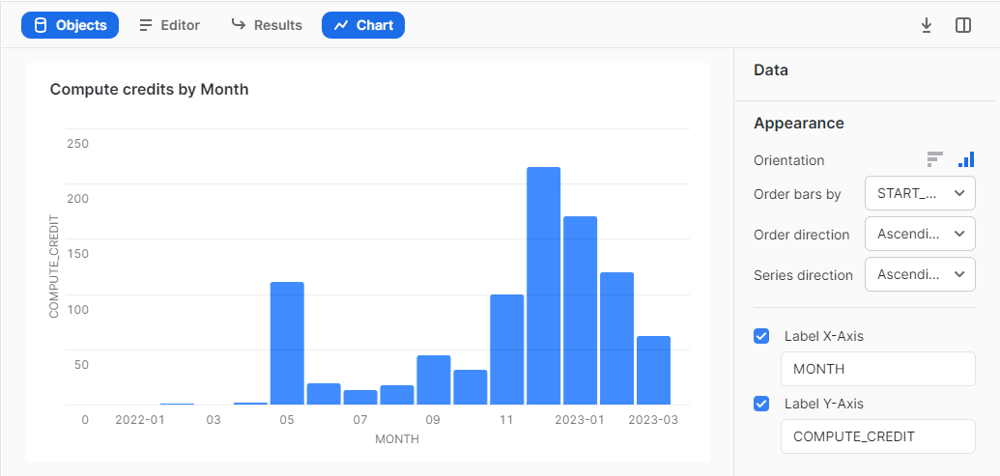 Objects Editor Results Chart
Compute credits by Month
250
200
150
100
50
0
COMPUTE_CREDIT
2022-01 03 05 07 09 11 2023-01 2023-03
MONTH
Data
Appearance
Orientation
Order bars by START_...
Order direction Ascendi...
Series direction Ascendi...
Label X-Axis
MONTH
Label Y-Axis
COMPUTE_CREDIT